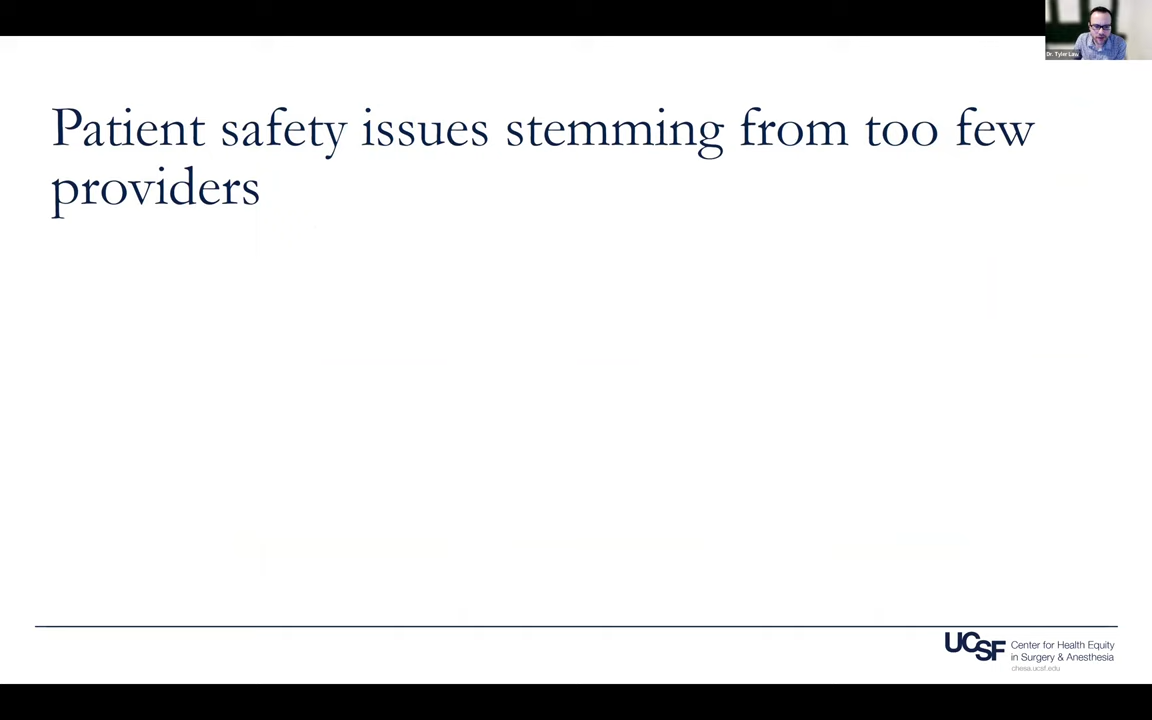 Dr. Tyler Law
Patient safety issues stemming from too few
providers
UCSF
Center for Health Equity
in Surgery & Anesthesia
chesa.ucsf.edu